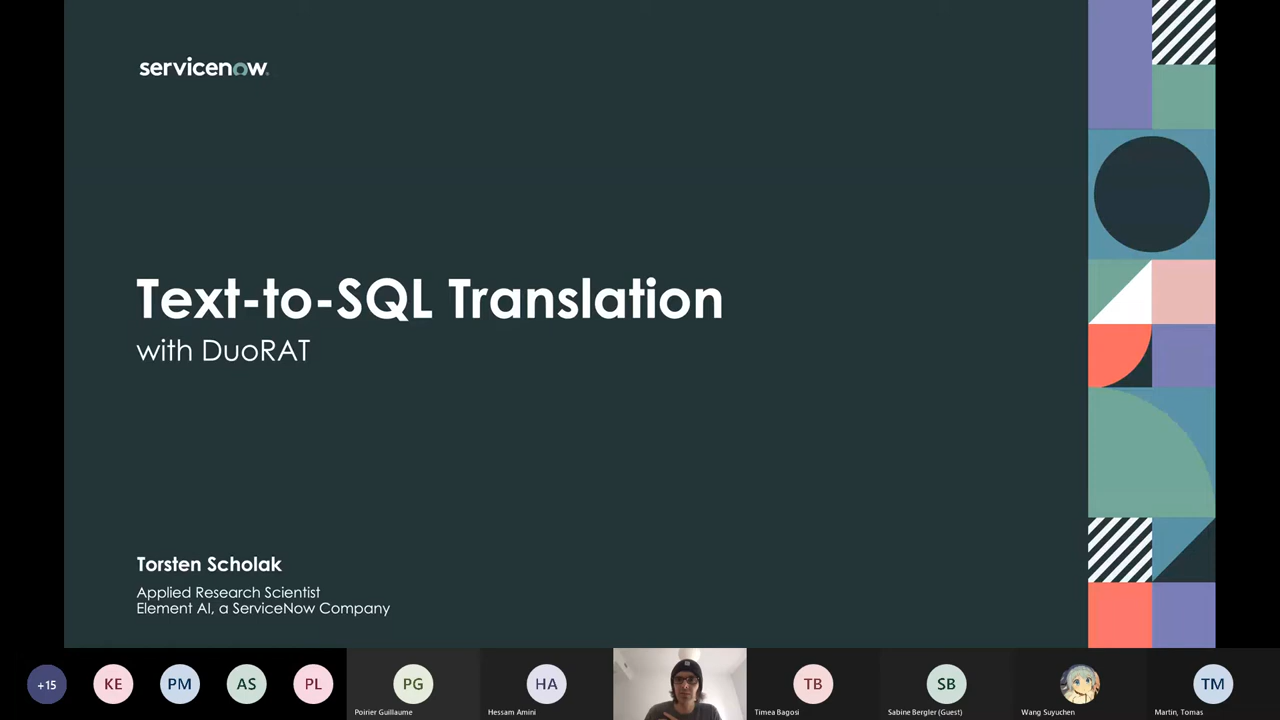 servicenow.
Text-to-SQL Translation
with DuoRAT
Torsten Scholak
Applied Research Scientist
Element AI, a ServiceNow Company
+15
KE
PM
AS
PL
PG
Poirier Guillaume
HA
Hessam Amini
TB
Timea Bagosi
SB
Sabine Bergler (Guest)
Wang Suyuchen
TM
Martin, Tomas